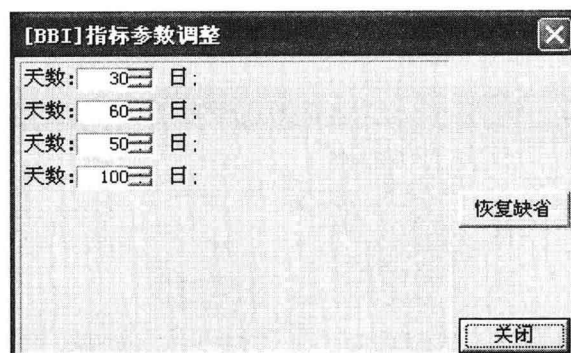 [BBI]指标参数调整
天数: 30 日;
天数: 60 日;
天数: 50 日;
天数: 100 日;
恢复缺省
关闭